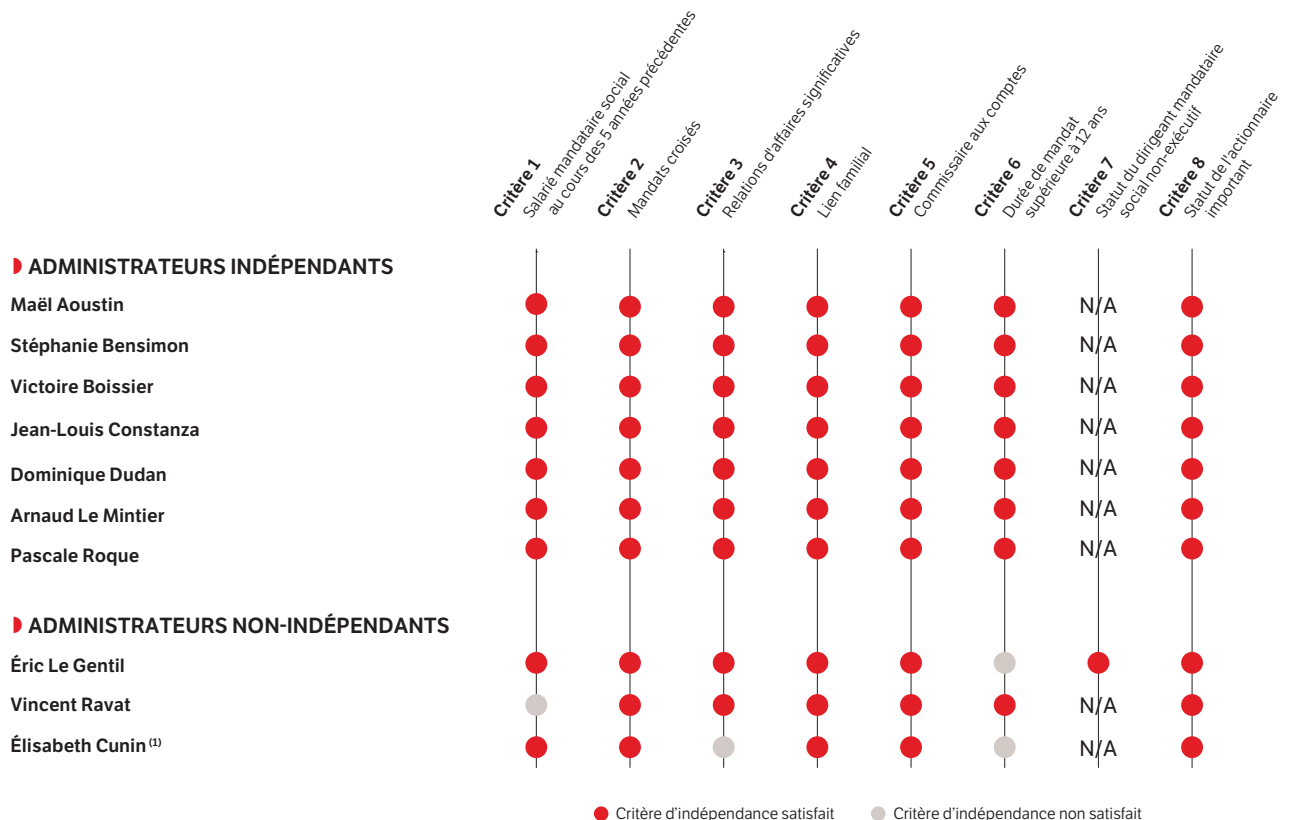 Critère 1
Salarié mandataire social
au cours des 5 années précédentes
Critère 2
Mandats croisés
Critère 3
Relations d'affaires significatives
Critère 4
Lien familial
Critère 5
Commissaire aux comptes
Critère 6
Durée de mandat
supérieure à 12 ans
Critère 7
Statut du dirigeant mandataire
social non-exécutif
Critère 8
Statut de l'actionnaire
important
ADMINISTRATEURS INDÉPENDANTS
Maël Aoustin N/A
Stéphanie Bensimon N/A
Victoire Boissier N/A
Jean-Louis Constanza N/A
Dominique Dudan N/A
Arnaud Le Mintier N/A
Pascale Roque N/A
ADMINISTRATEURS NON-INDÉPENDANTS
Éric Le Gentil
Vincent Ravat N/A
Élisabeth Cunin (1) N/A
Critère d'indépendance satisfait Critère d'indépendance non satisfait